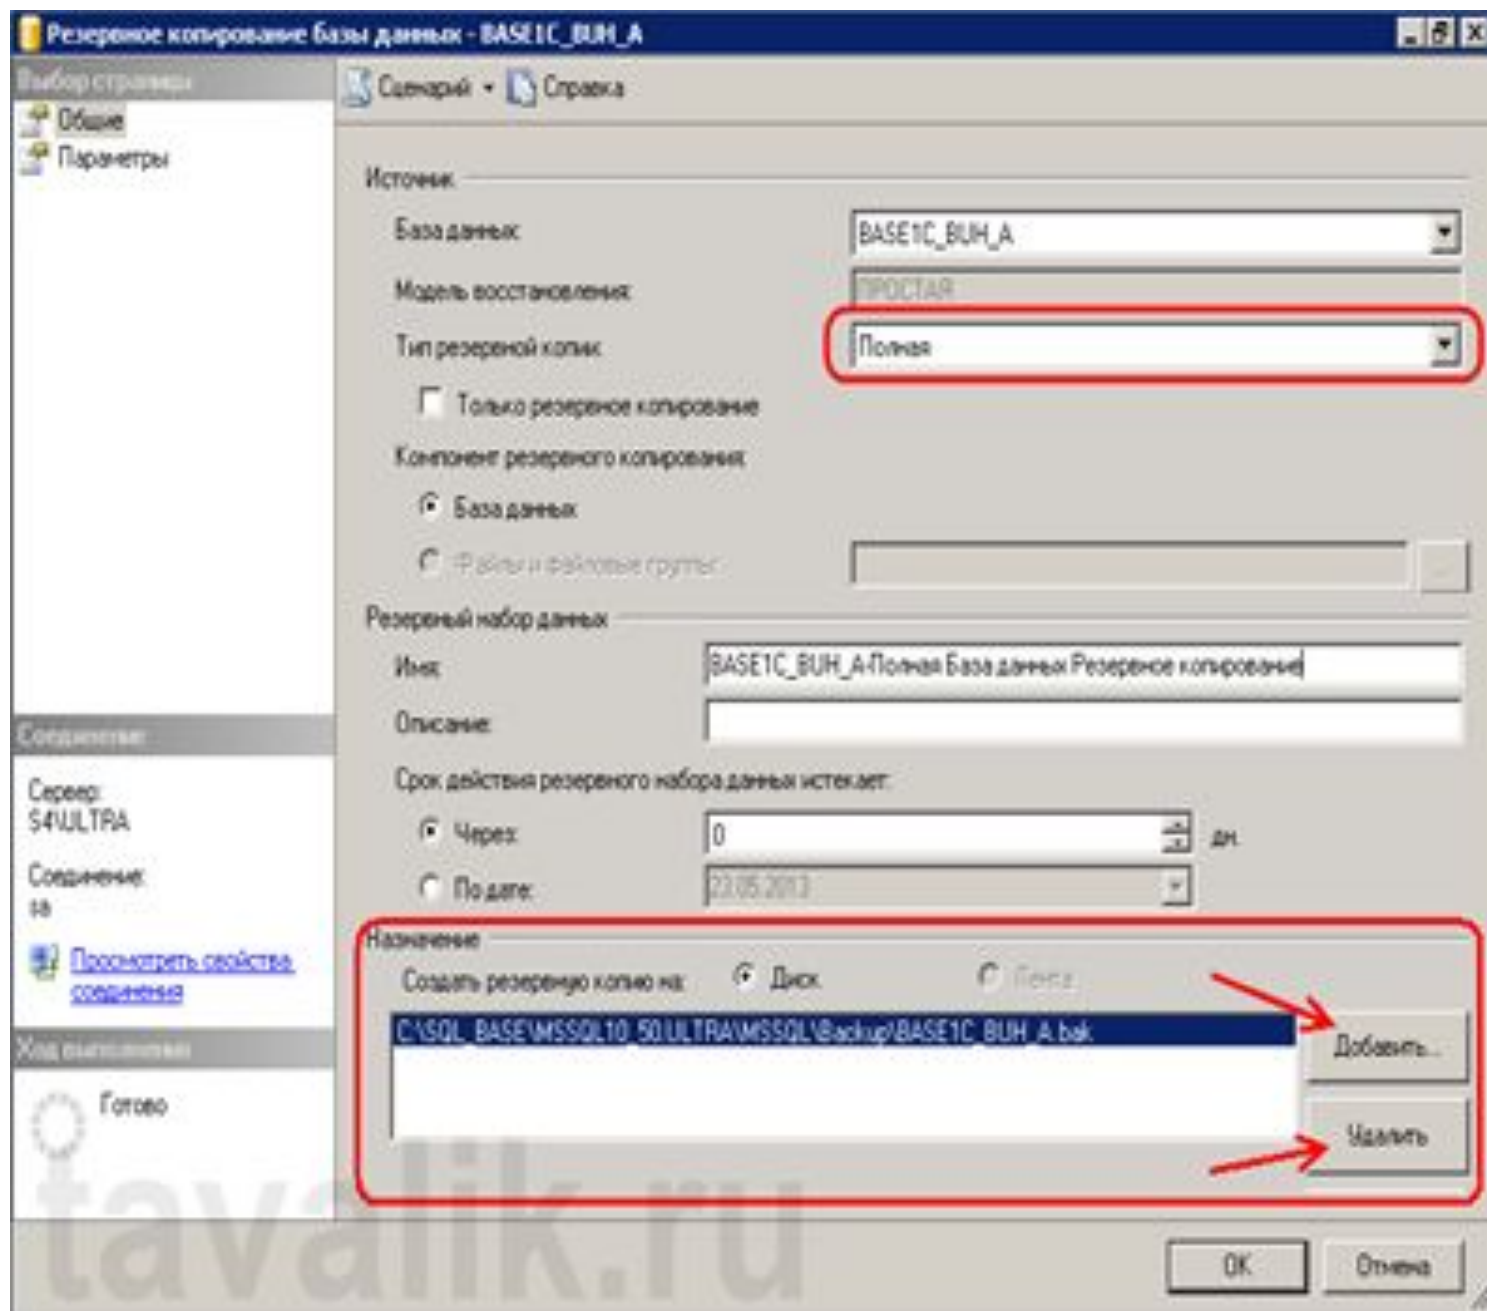 Резервное копирование базы данных - BASE1C_BUH_A
Выбор страницы
Общие
Параметры
Сценарий
Справка
Источник
База данных:
BASE1C_BUH_A
Модель восстановления:
ПРОСТАЯ
Тип резервной копии:
Полная
Только резервное копирование
Компонент резервного копирования:
База данных
Файлы и файловые группы:
...
Резервный набор данных
Имя:
BASE1C_BUH_A-Полная База данных Резервное копирование
Описание:
Срок действия резервного набора данных истекает:
Через:
0
дн.
По дате:
23.05.2013
Назначение
Создать резервную копию на:
Диск
Лента
C:\SQL_BASE\MSSQL10_50.ULTRA\MSSQL\Backup\BASE1C_BUH_A.bak
Добавить...
Удалить
Соединение
Сервер:
S4\ULTRA
Соединение:
sa
Просмотреть свойства
соединения
Ход выполнения
Готово
tavalik.ru
OK
Отмена